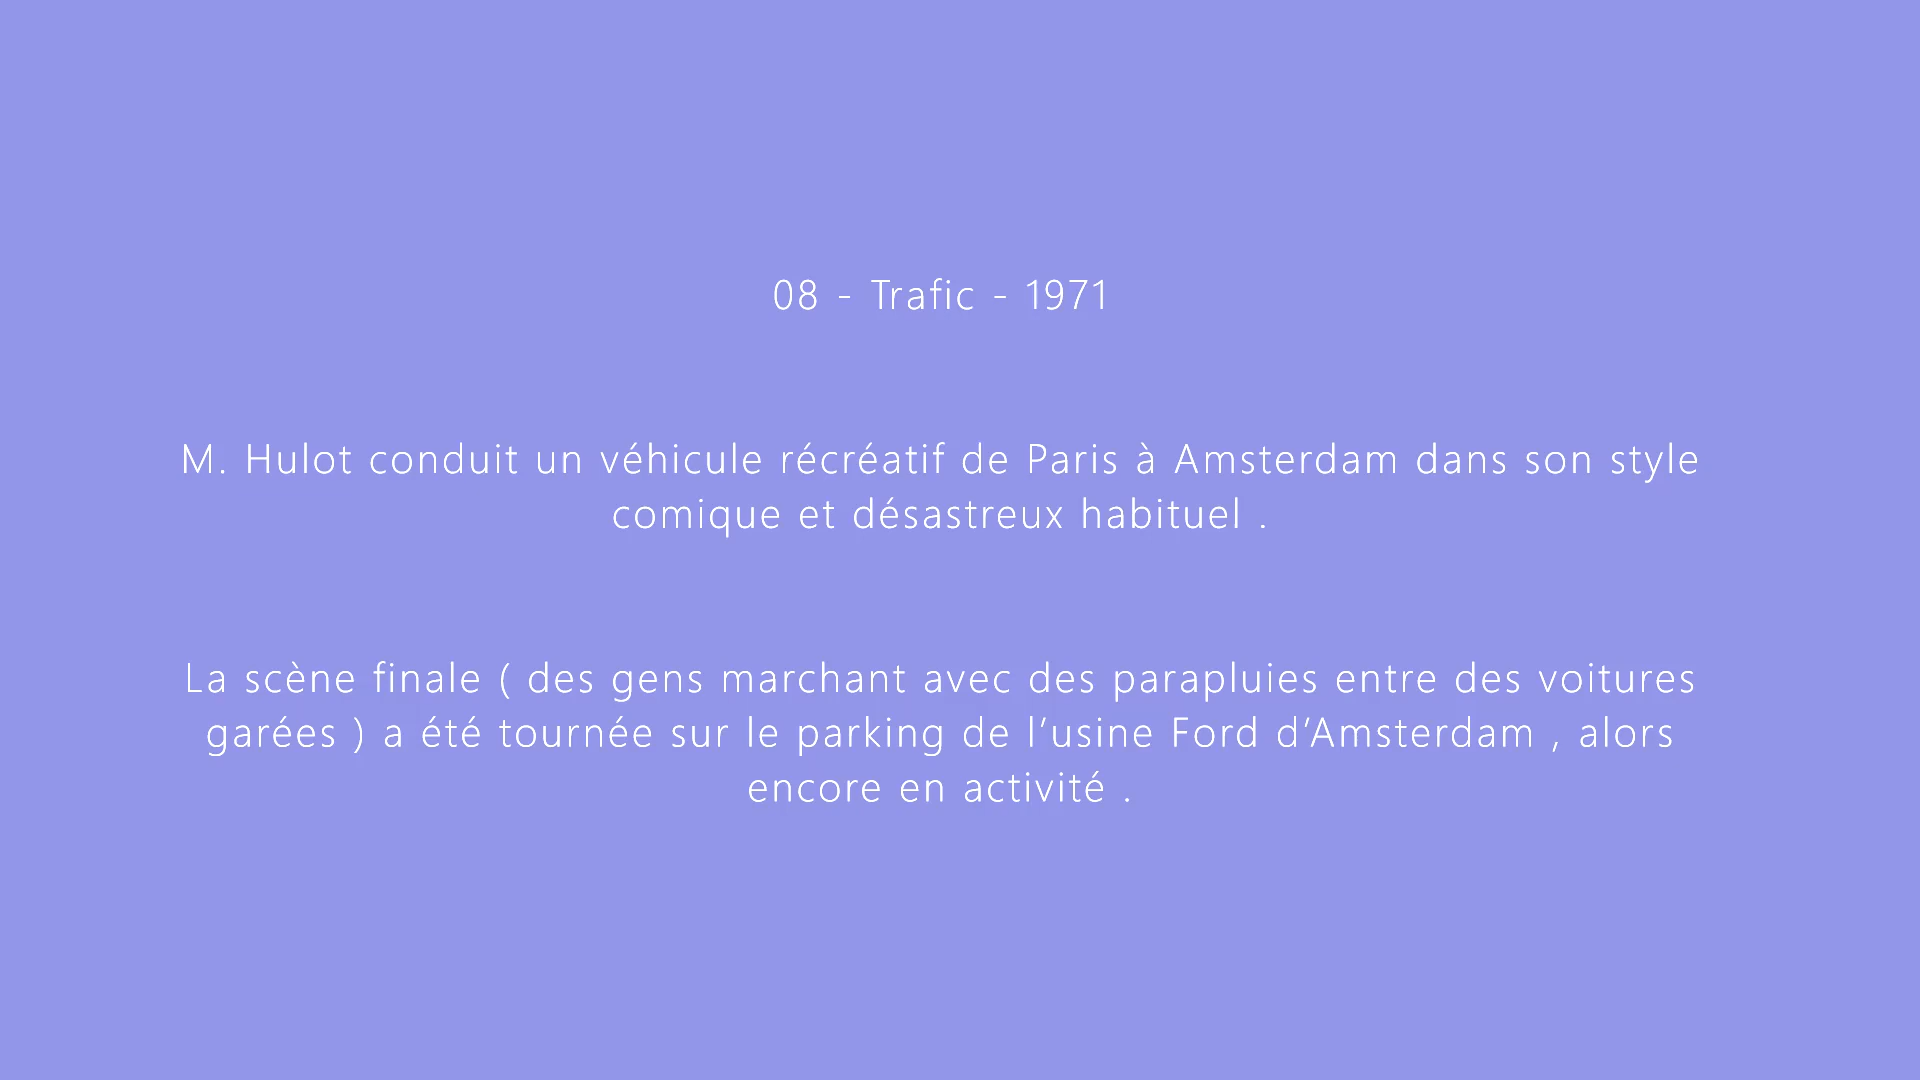 08 - Trafic - 1971
M. Hulot conduit un véhicule récréatif de Paris à Amsterdam dans son style
comique et désastreux habituel .
La scène finale ( des gens marchant avec des parapluies entre des voitures
garées ) a été tournée sur le parking de l’usine Ford d’Amsterdam , alors
encore en activité .